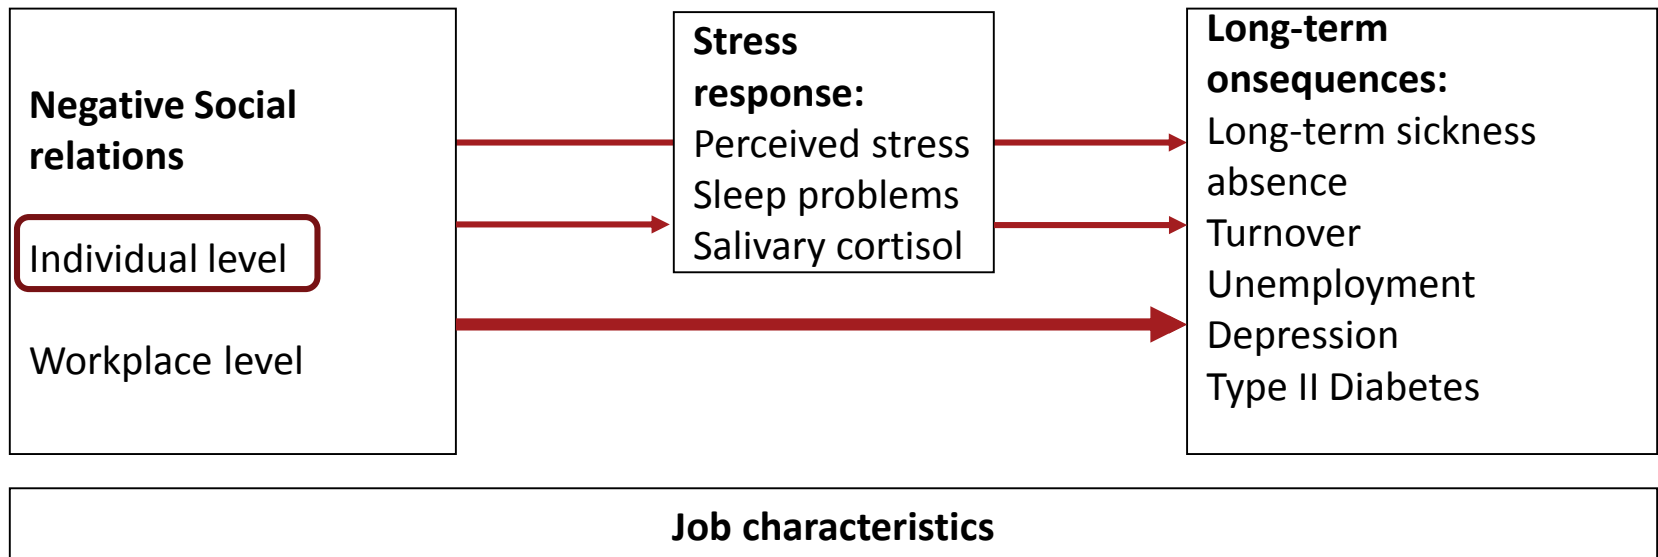 Negative Social
relations
Individual level
Workplace level
Stress
response:
Perceived stress
Sleep problems
Salivary cortisol
Long-term
onsequences:
Long-term sickness
absence
Turnover
Unemployment
Depression
Type II Diabetes
Job characteristics